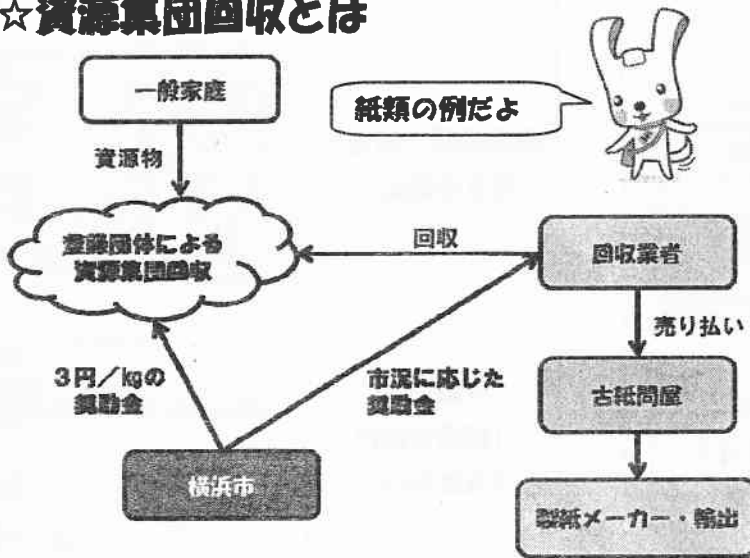 ☆資源集団回収とは
一般家庭
紙類の例だよ
資源物
登録団体による
資源集団回収
回収
回収業者
売り払い
3円/kgの
奨励金
市況に応じた
奨励金
古紙問屋
横浜市
製紙メーカー・輸出